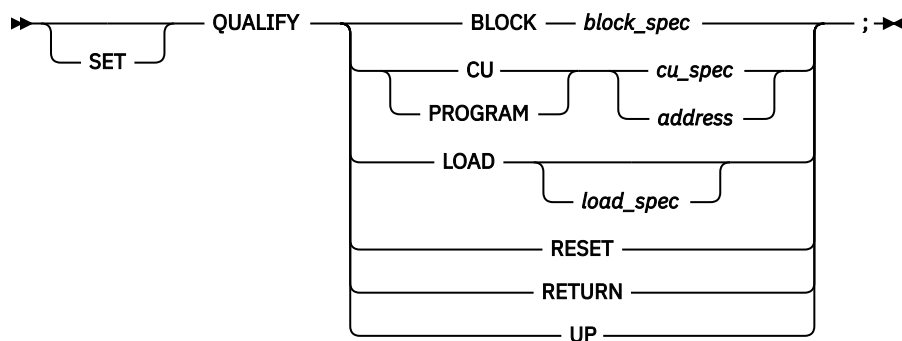 QUALIFY BLOCK block_spec ;
SET
CU cu_spec
PROGRAM address
LOAD
load_spec
RESET
RETURN
UP